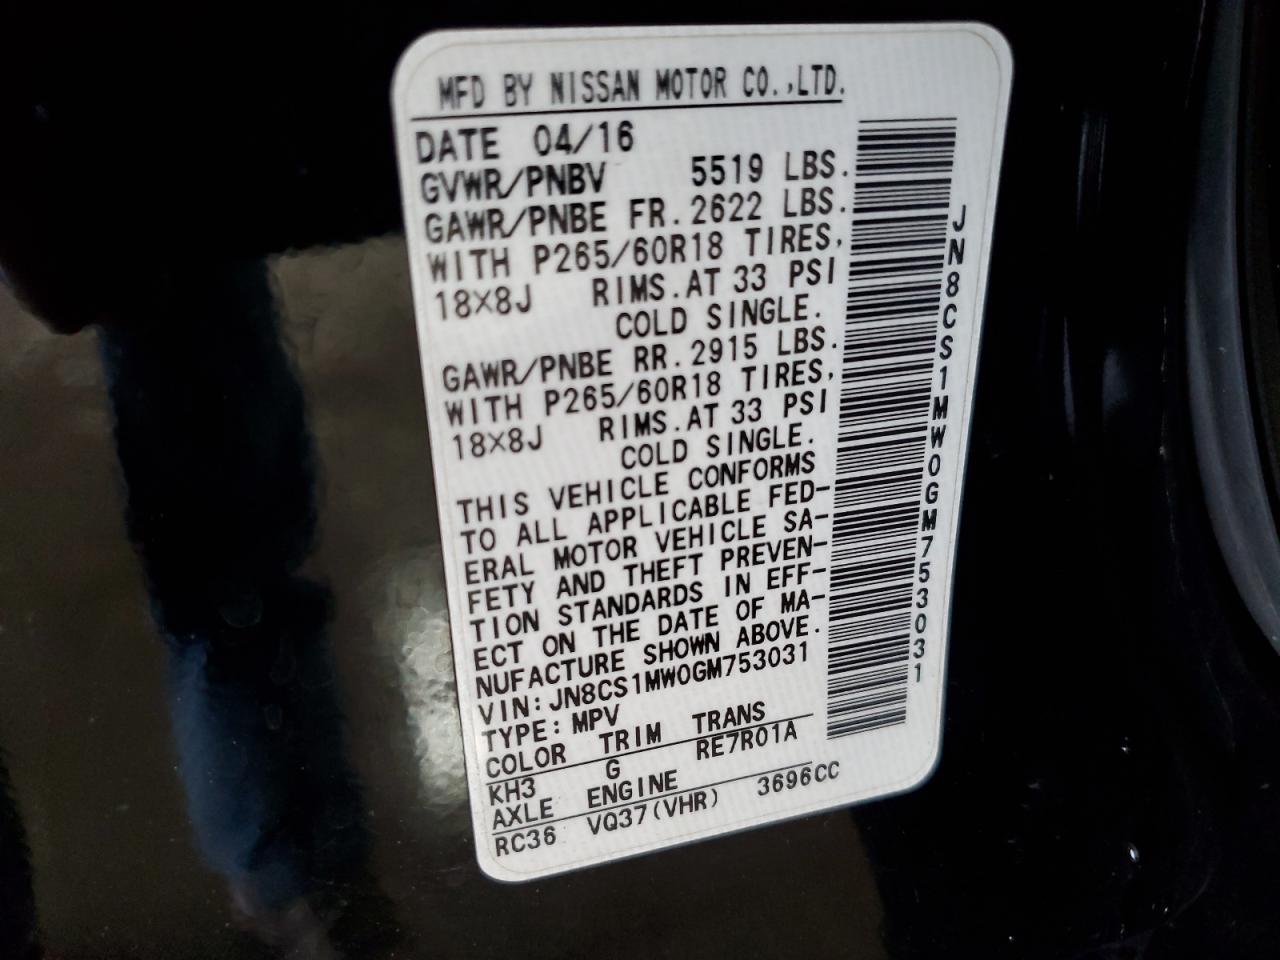 MFD BY NISSAN MOTOR CO.,LTD.
DATE 04/16
GVWR/PNBV 5519 LBS.
GAWR/PNBE FR.2622 LBS.
WITH P265/60R18 TIRES,
18×8J RIMS.AT 33 PSI
COLD SINGLE.
GAWR/PNBE RR.2915 LBS.
WITH P265/60R18 TIRES,
18×8J RIMS.AT 33 PSI
COLD SINGLE.
THIS VEHICLE CONFORMS
TO ALL APPLICABLE FED-
ERAL MOTOR VEHICLE SA-
FETY AND THEFT PREVEN-
TION STANDARDS IN EFF-
ECT ON THE DATE OF MA-
NUFACTURE SHOWN ABOVE.
VIN:JN8CS1MW0GM753031
TYPE:MPV
COLOR TRIM TRANS
KH3 G RE7R01A
AXLE ENGINE
RC36 VQ37(VHR) 3696CC
JN8CS1MW0GM753031